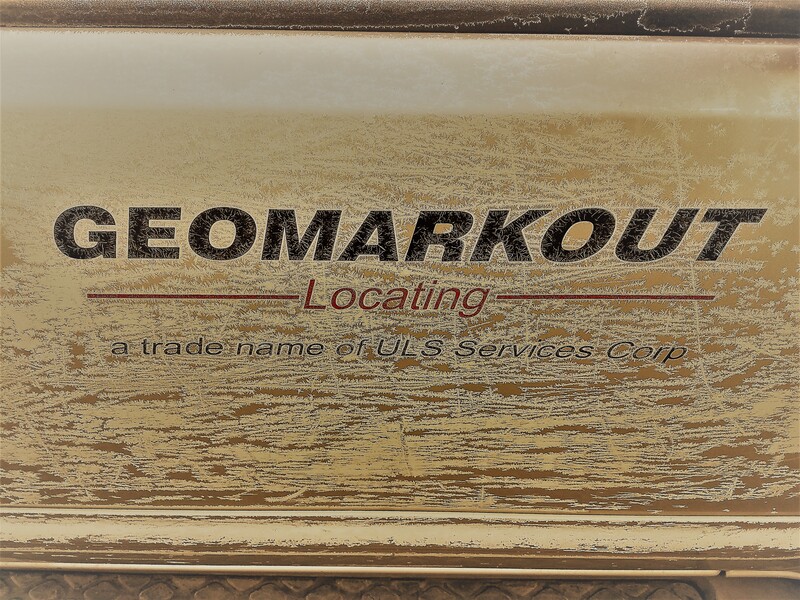 GEOMARKOUT
Locating
a trade name of ULS Services Corp